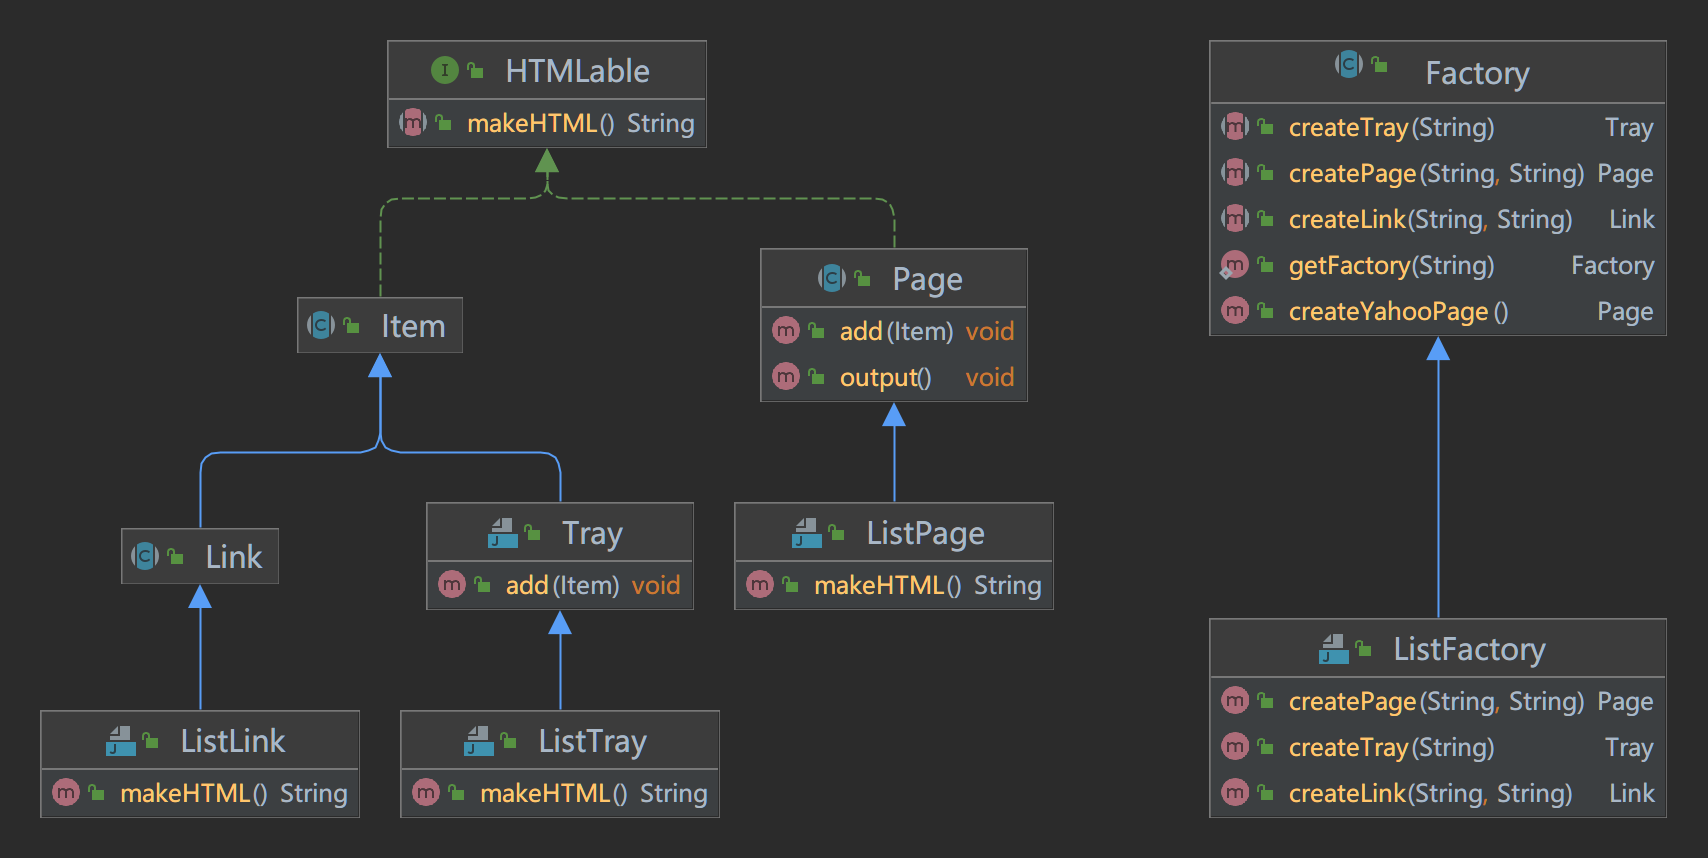 HTMLable
makeHTML() String
Factory
createTray(String) Tray
createPage(String, String) Page
createLink(String, String) Link
getFactory(String) Factory
createYahooPage() Page
Item
Page
add(Item) void
output() void
Link
Tray
add(Item) void
ListPage
makeHTML() String
ListFactory
createPage(String, String) Page
createTray(String) Tray
createLink(String, String) Link
ListLink
makeHTML() String
ListTray
makeHTML() String